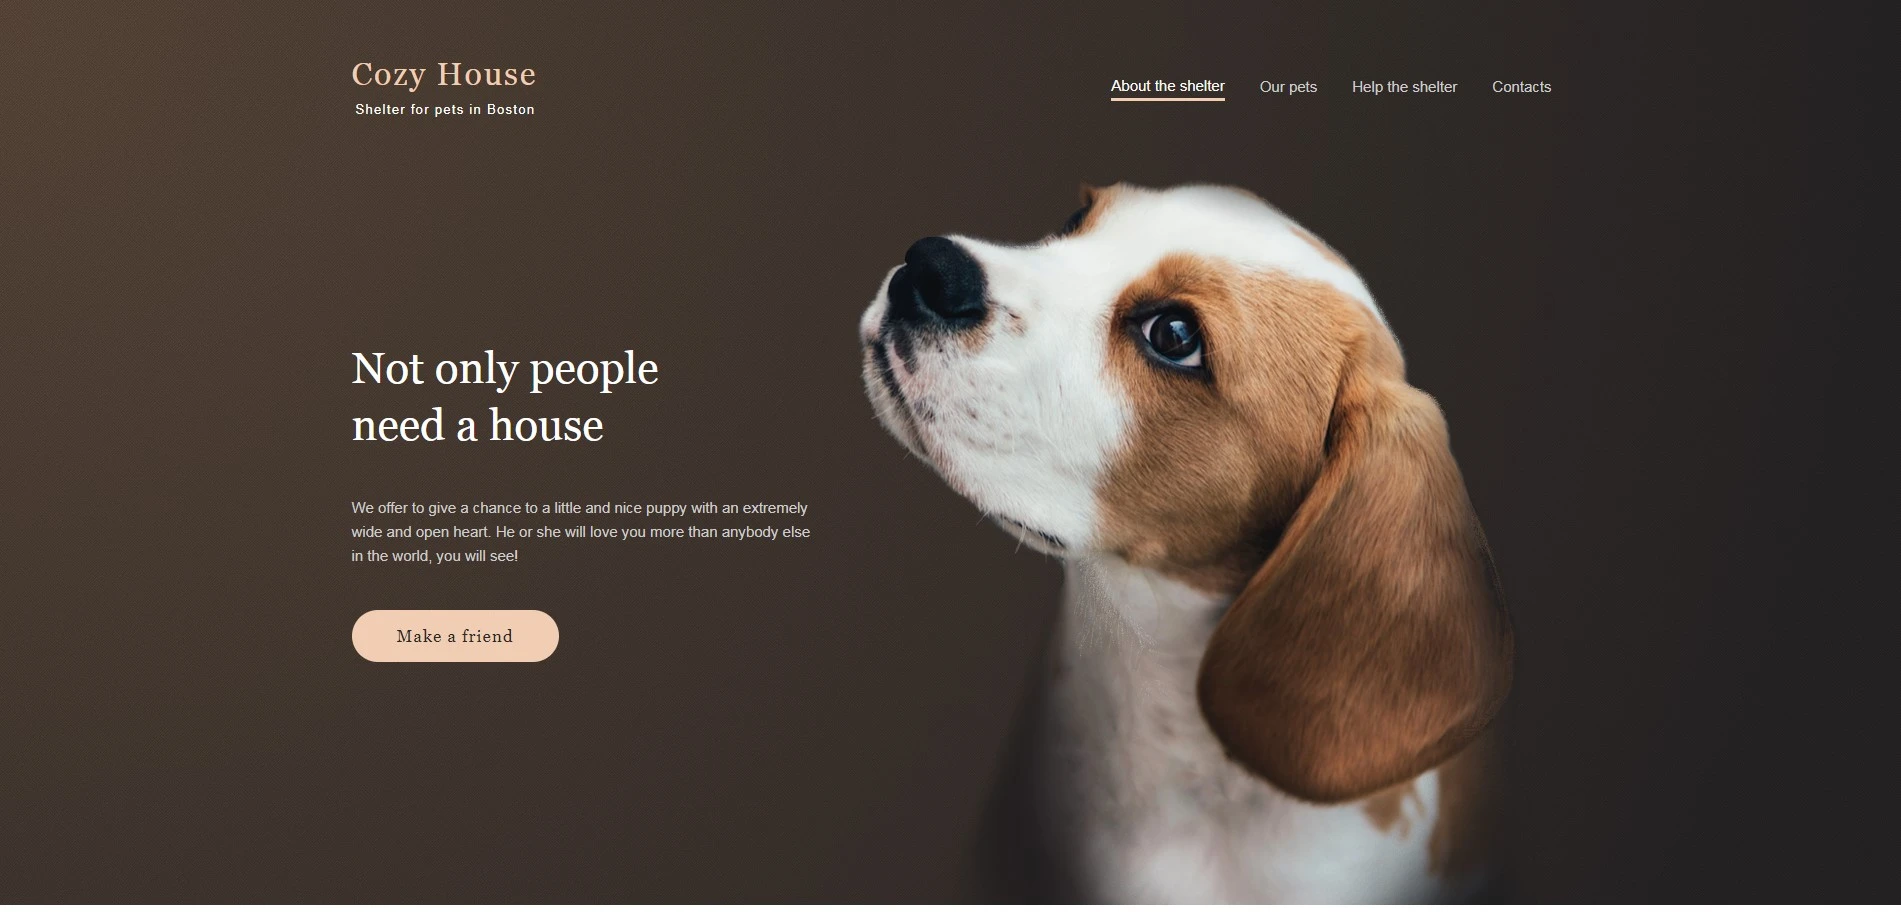 Cozy House
Shelter for pets in Boston
About the shelter
Our pets
Help the shelter
Contacts
Not only people
need a house
We offer to give a chance to a little and nice puppy with an extremely
wide and open heart. He or she will love you more than anybody else
in the world, you will see!
Make a friend